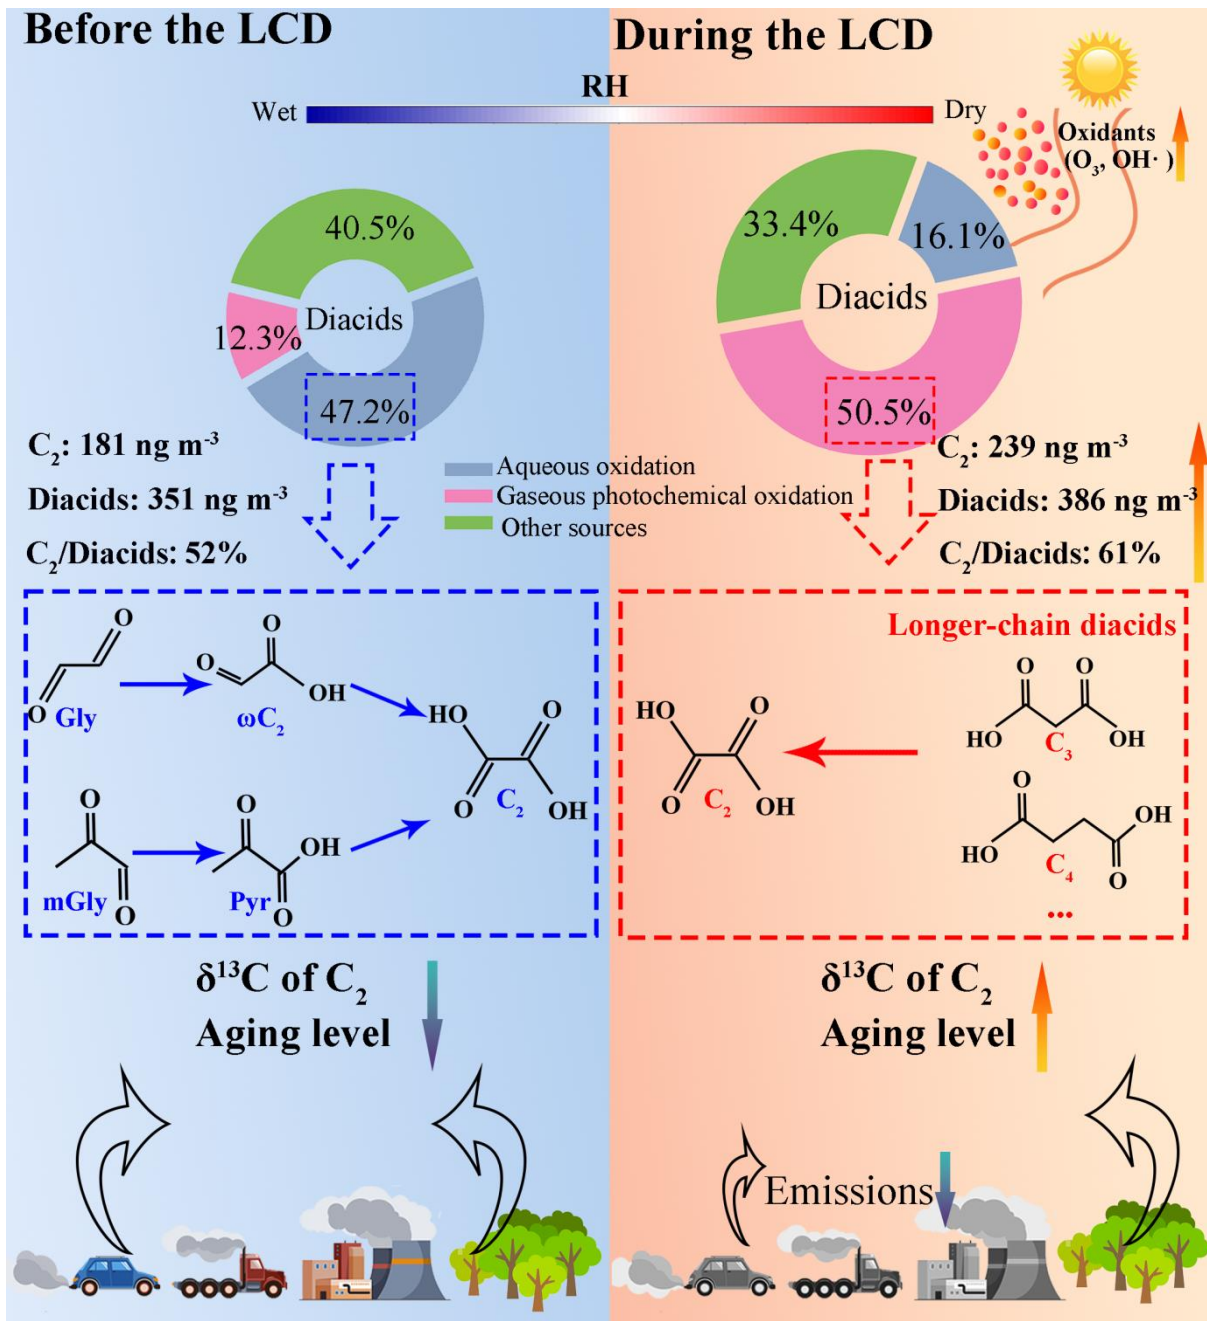 Before the LCD
During the LCD
RH
Wet
Dry
Oxidants
(O₃, OH· )
40.5%
Diacids
12.3%
47.2%
33.4%
16.1%
Diacids
50.5%
C₂: 181 ng m⁻³
Diacids: 351 ng m⁻³
C₂/Diacids: 52%
Aqueous oxidation
Gaseous photochemical oxidation
Other sources
C₂: 239 ng m⁻³
Diacids: 386 ng m⁻³
C₂/Diacids: 61%
O
O
Gly
O
O
OH
ωC₂
HO
O
O
OH
C₂
O
O
mGly
O
OH
O
Pyr
Longer-chain diacids
HO
O
O
OH
C₂
O
O
HO
OH
C₃
O
HO
OH
O
C₄
...
δ¹³C of C₂
Aging level
δ¹³C of C₂
Aging level
Emissions